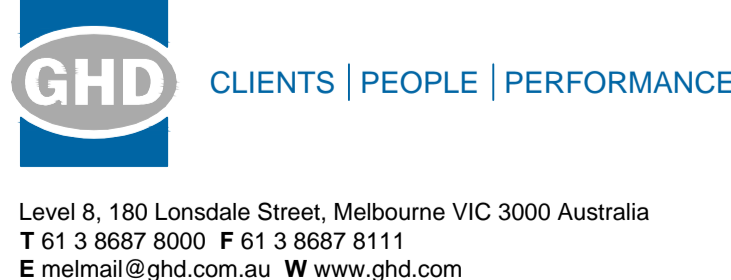 GHD
CLIENTS | PEOPLE | PERFORMANCE
Level 8, 180 Lonsdale Street, Melbourne VIC 3000 Australia
T 61 3 8687 8000 F 61 3 8687 8111
E melmail@ghd.com.au W www.ghd.com